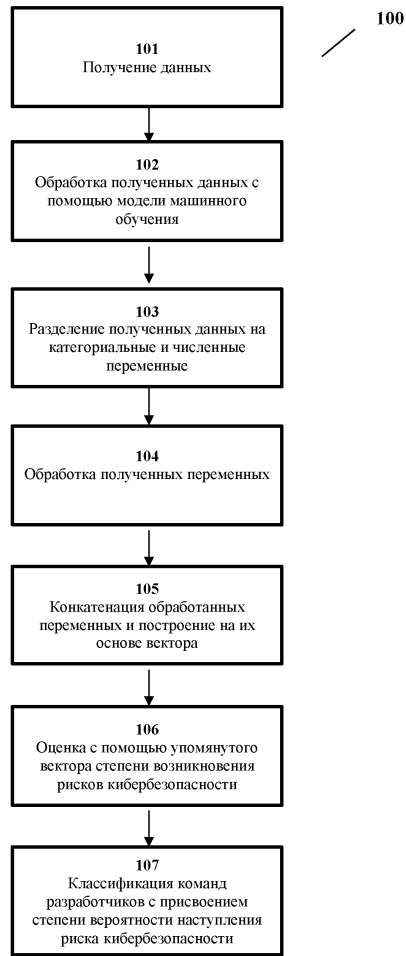 100
101
Получение данных
102
Обработка полученных данных с
помощью модели машинного
обучения
103
Разделение полученных данных на
категориальные и численные
переменные
104
Обработка полученных переменных
105
Конкатенация обработанных
переменных и построение на их
основе вектора
106
Оценка с помощью упомянутого
вектора степени возникновения
рисков кибербезопасности
107
Классификация команд
разработчиков с присвоением
степени вероятности наступления
риска кибербезопасности